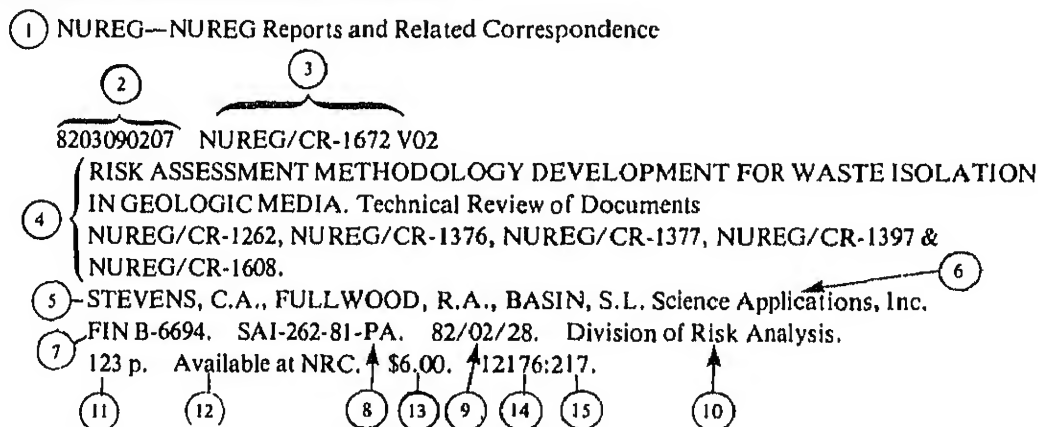 1 NUREG—NUREG Reports and Related Correspondence
2 3
8203090207 NUREG/CR-1672 V02
RISK ASSESSMENT METHODOLOGY DEVELOPMENT FOR WASTE ISOLATION
4 IN GEOLOGIC MEDIA. Technical Review of Documents
NUREG/CR-1262, NUREG/CR-1376, NUREG/CR-1377, NUREG/CR-1397 &
NUREG/CR-1608.
6
5 STEVENS, C.A., FULLWOOD, R.A., BASIN, S.L. Science Applications, Inc.
7 FIN B-6694. SAI-262-81-PA. 82/02/28. Division of Risk Analysis.
123 p. Available at NRC. $6.00. 12176:217.
11 12 8 13 9 14 15 10